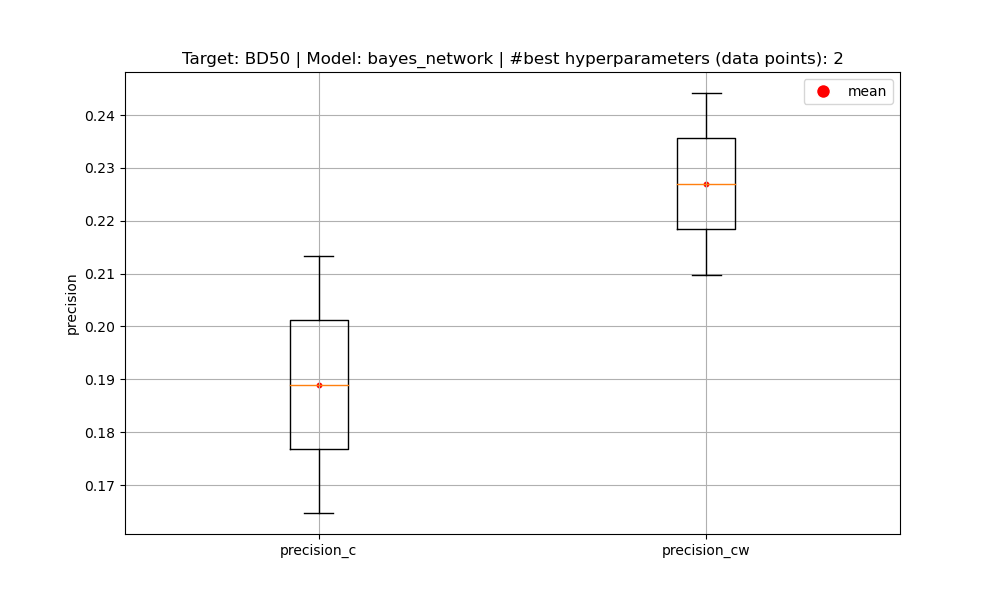 Target: BD50 | Model: bayes_network | #best hyperparameters (data points): 2
mean
0.24
0.23
0.22
0.21
0.20
0.19
0.18
0.17
precision
precision_c
precision_cw